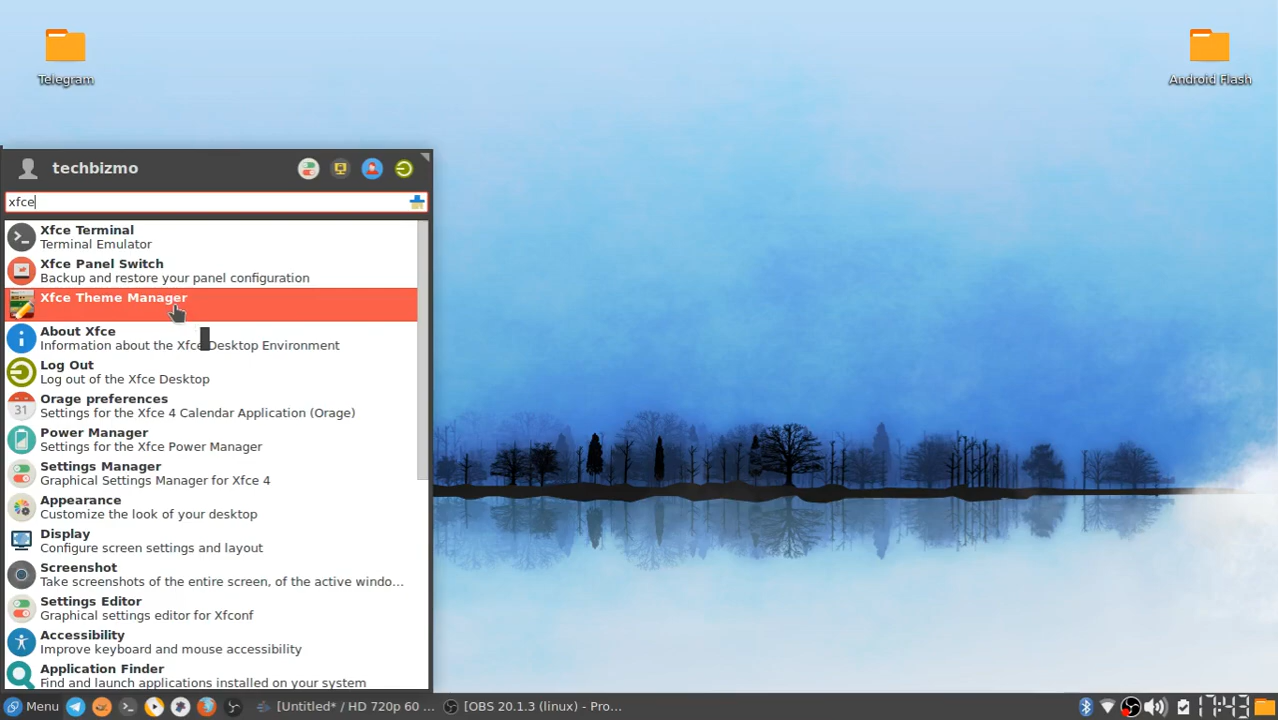 Telegram
Android Flash
techbizmo
xfce
Xfce Terminal
Terminal Emulator
Xfce Panel Switch
Backup and restore your panel configuration
Xfce Theme Manager
About Xfce
Information about the Xfce Desktop Environment
Log Out
Log out of the Xfce Desktop
31
Orage preferences
Settings for the Xfce 4 Calendar Application (Orage)
Power Manager
Settings for the Xfce Power Manager
Settings Manager
Graphical Settings Manager for Xfce 4
Appearance
Customize the look of your desktop
Display
Configure screen settings and layout
Screenshot
Take screenshots of the entire screen, of the active windo...
Settings Editor
Graphical settings editor for Xfconf
Accessibility
Improve keyboard and mouse accessibility
Application Finder
Find and launch applications installed on your system
Menu
[Untitled* / HD 720p 60 ...
[OBS 20.1.3 (linux) - Pro...
17:43